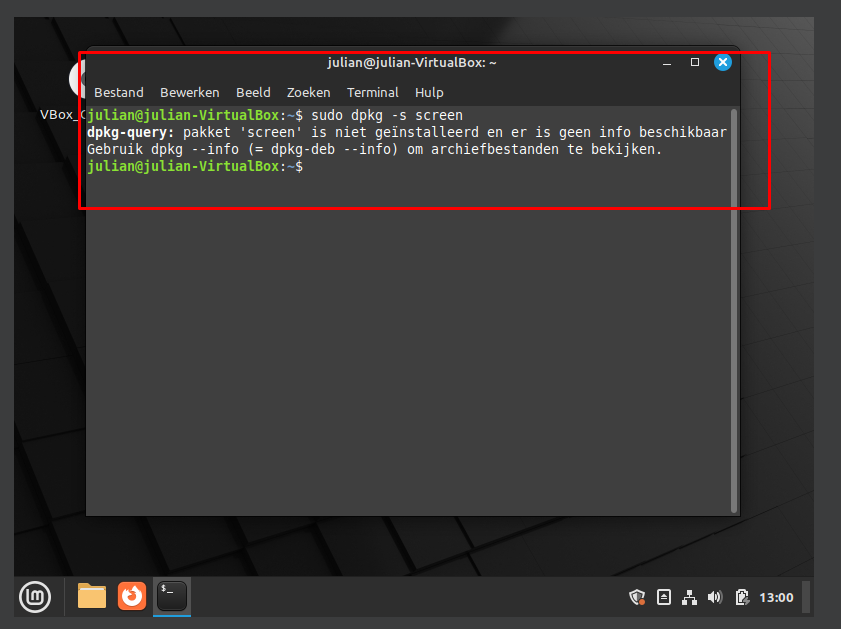 julian@julian-VirtualBox: ~
Bestand Bewerken Beeld Zoeken Terminal Hulp
VBox_
julian@julian-VirtualBox:~$ sudo dpkg -s screen
dpkg-query: pakket 'screen' is niet geïnstalleerd en er is geen info beschikbaar
Gebruik dpkg --info (= dpkg-deb --info) om archiefbestanden te bekijken.
julian@julian-VirtualBox:~$
$_
13:00